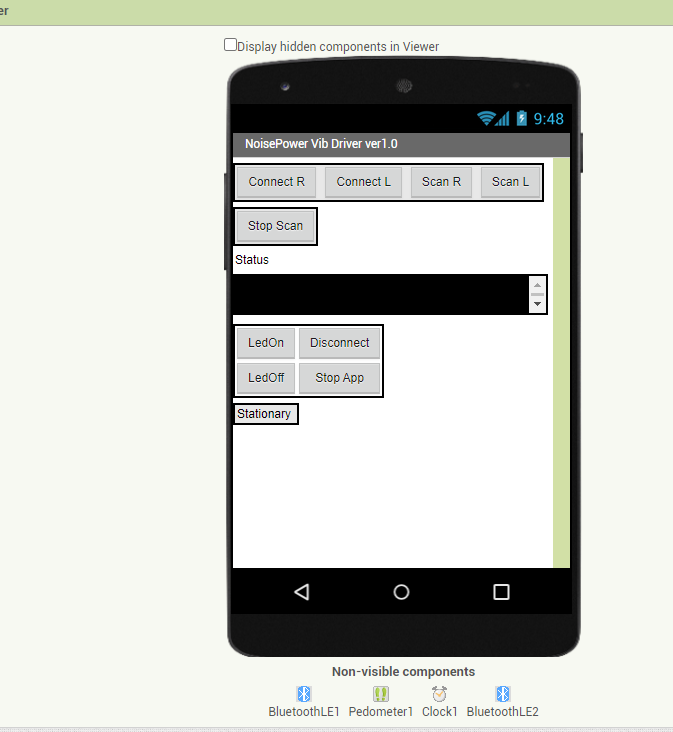 er
Display hidden components in Viewer
9:48
NoisePower Vib Driver ver1.0
Connect R Connect L Scan R Scan L
Stop Scan
Status
LedOn Disconnect
LedOff Stop App
Stationary
Non-visible components
BluetoothLE1 Pedometer1 Clock1 BluetoothLE2